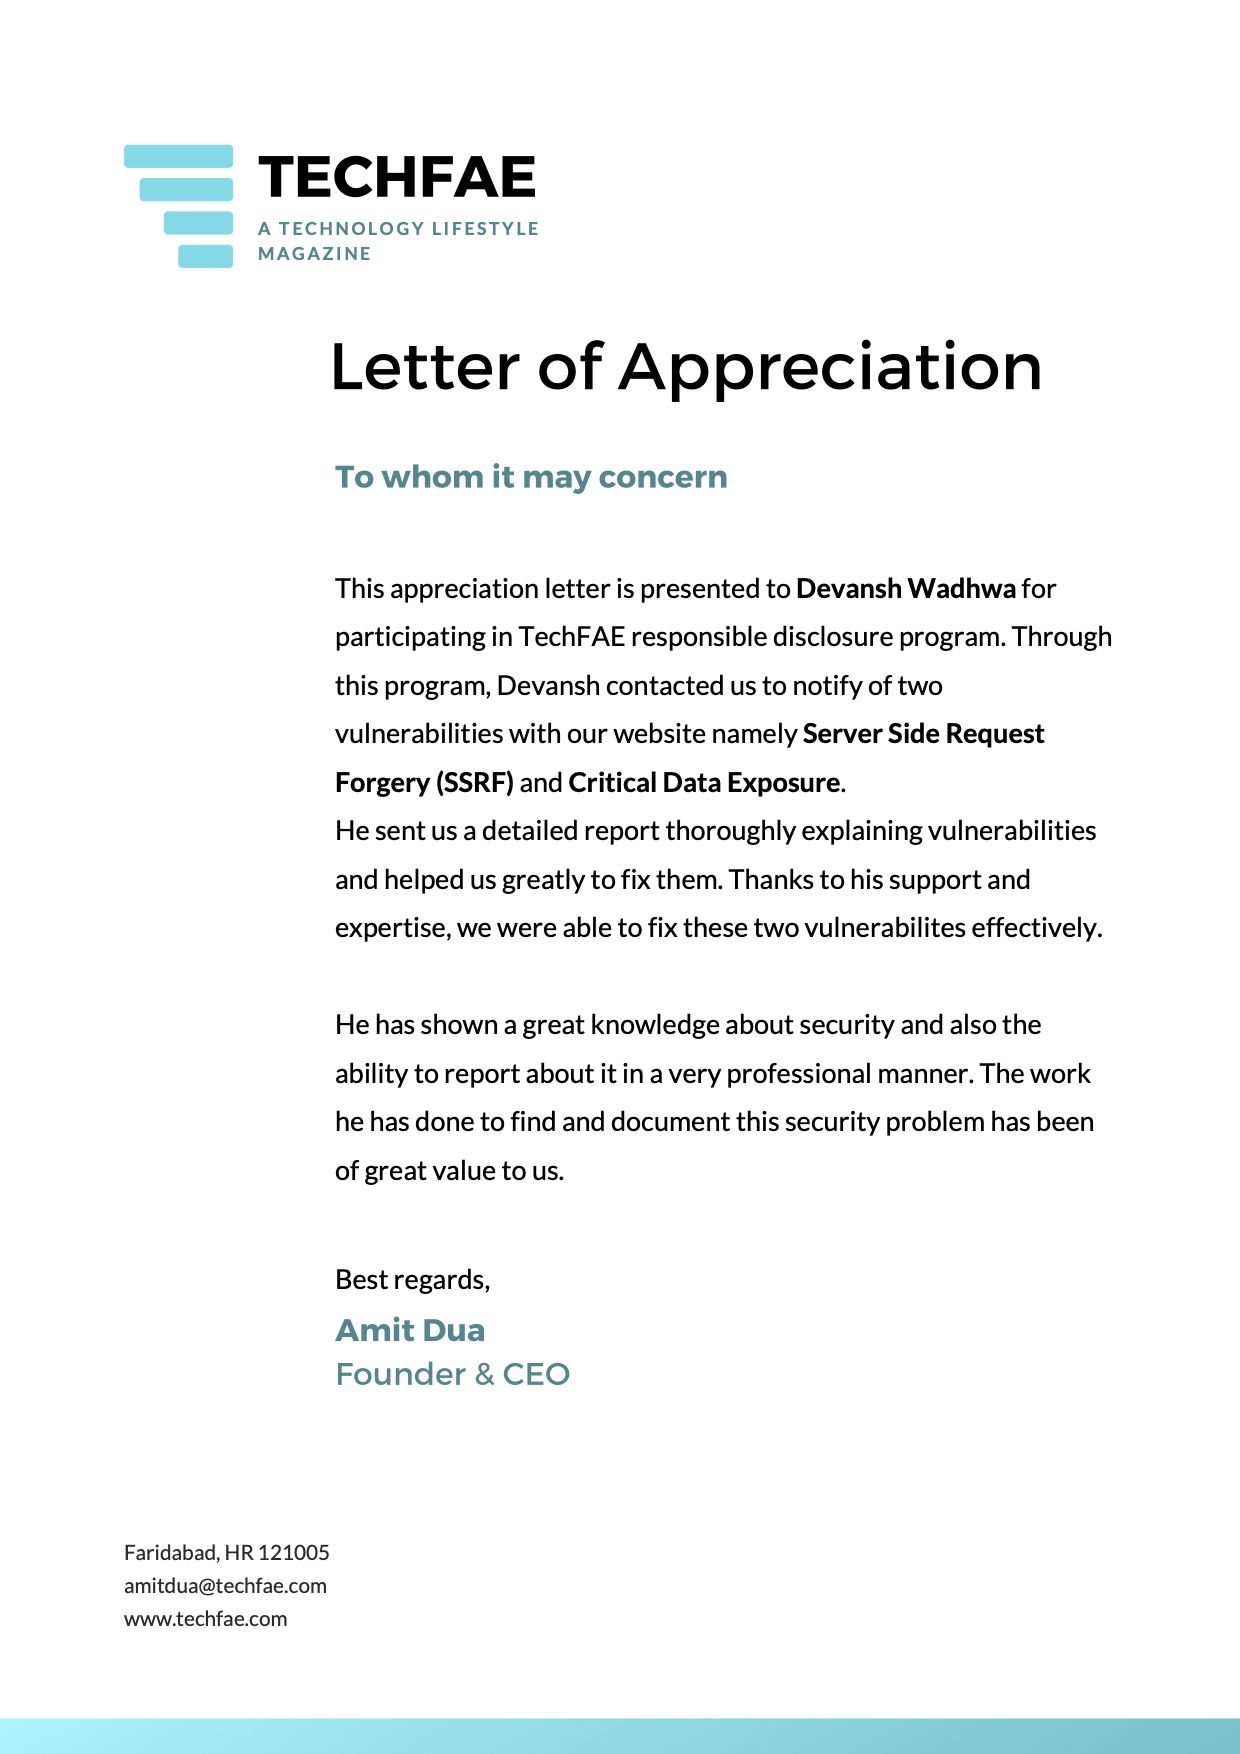 TECHFAE
A TECHNOLOGY LIFESTYLE
MAGAZINE
Letter of Appreciation
To whom it may concern
This appreciation letter is presented to Devansh Wadhwa for
participating in TechFAE responsible disclosure program. Through
this program, Devansh contacted us to notify of two
vulnerabilities with our website namely Server Side Request
Forgery (SSRF) and Critical Data Exposure.
He sent us a detailed report thoroughly explaining vulnerabilities
and helped us greatly to fix them. Thanks to his support and
expertise, we were able to fix these two vulnerabilites effectively.
He has shown a great knowledge about security and also the
ability to report about it in a very professional manner. The work
he has done to find and document this security problem has been
of great value to us.
Best regards,
Amit Dua
Founder & CEO
Faridabad, HR 121005
amitdua@techfae.com
www.techfae.com